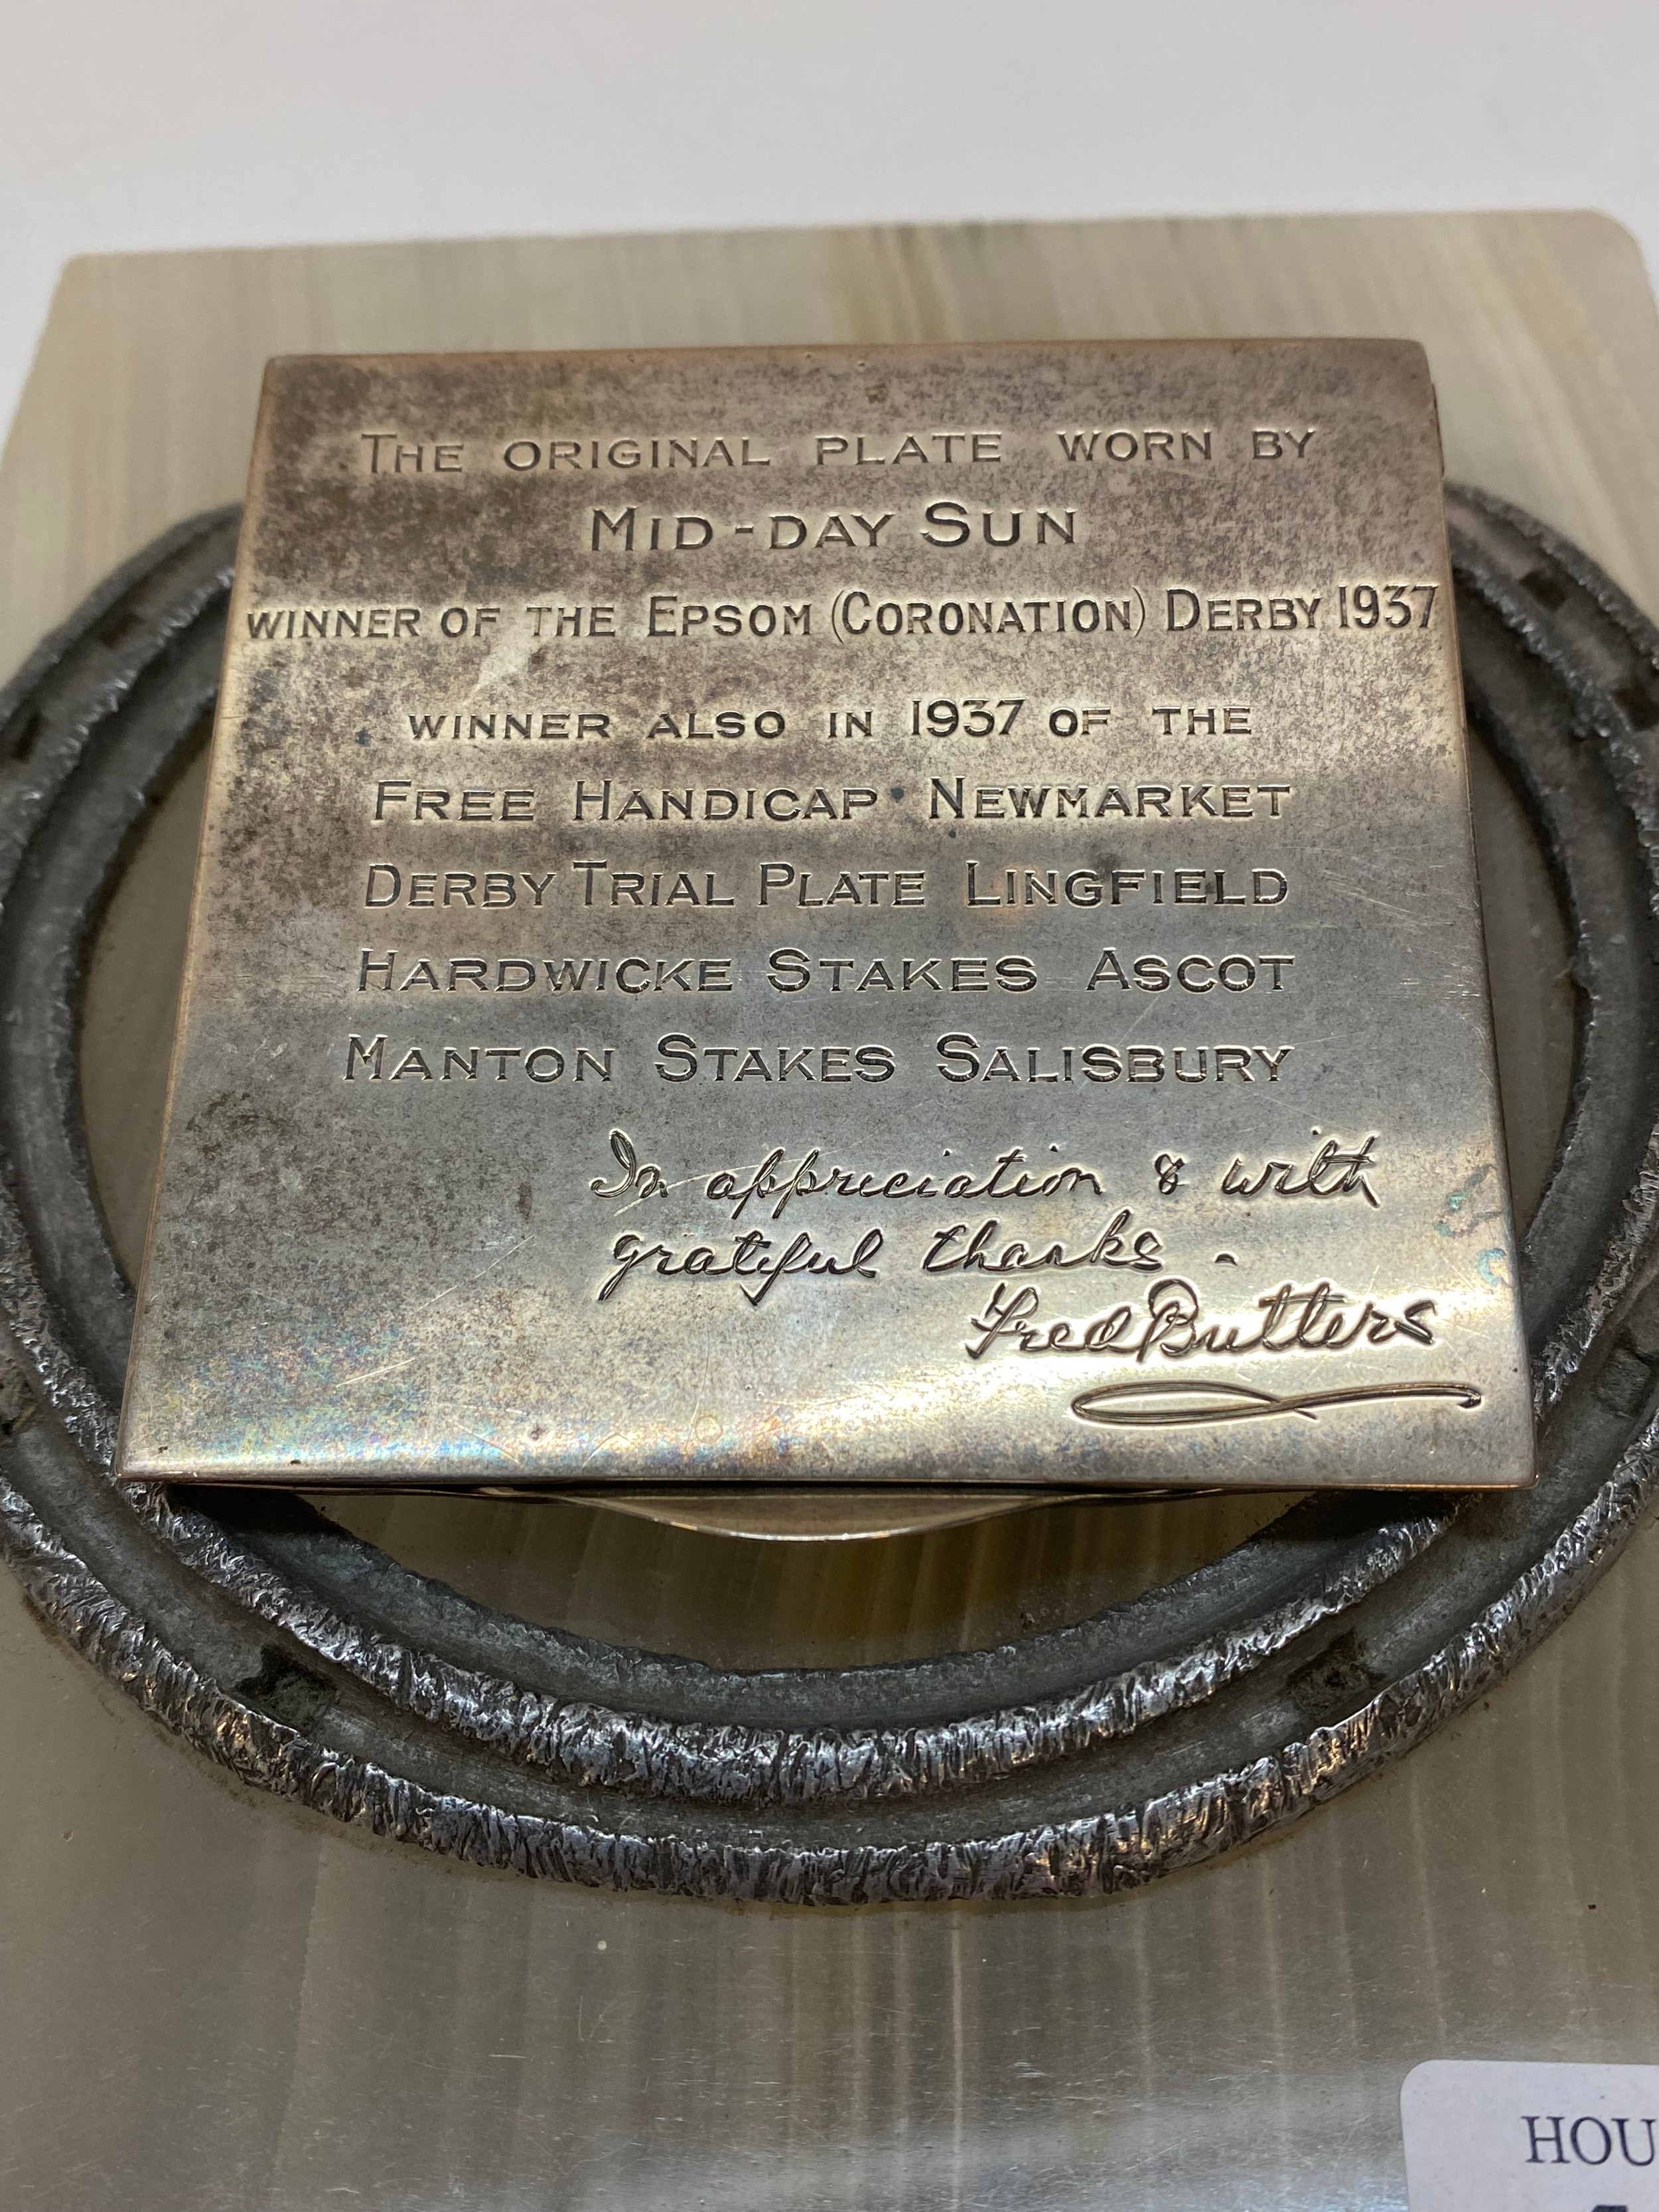 THE ORIGINAL PLATE WORN BY
MID-DAY SUN
WINNER OF THE EPSOM (CORONATION) DERBY 1937
WINNER ALSO IN 1937 OF THE
FREE HANDICAP · NEWMARKET
DERBY TRIAL PLATE LINGFIELD
HARDWICKE STAKES ASCOT
MANTON STAKES SALISBURY
In appreciation & with
grateful thanks -
Fred Butters
HOU